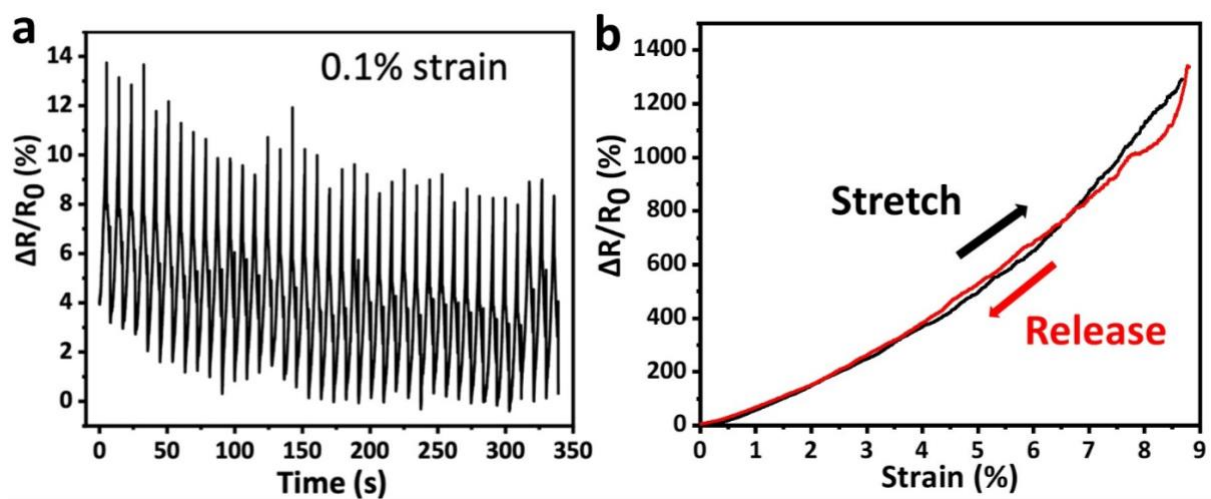 a
0.1% strain
ΔR/R0 (%)
14
12
10
8
6
4
2
0
0 50 100 150 200 250 300 350
Time (s)
b
ΔR/R0 (%)
1400
1200
1000
800
600
400
200
0
Stretch
Release
0 1 2 3 4 5 6 7 8 9
Strain (%)